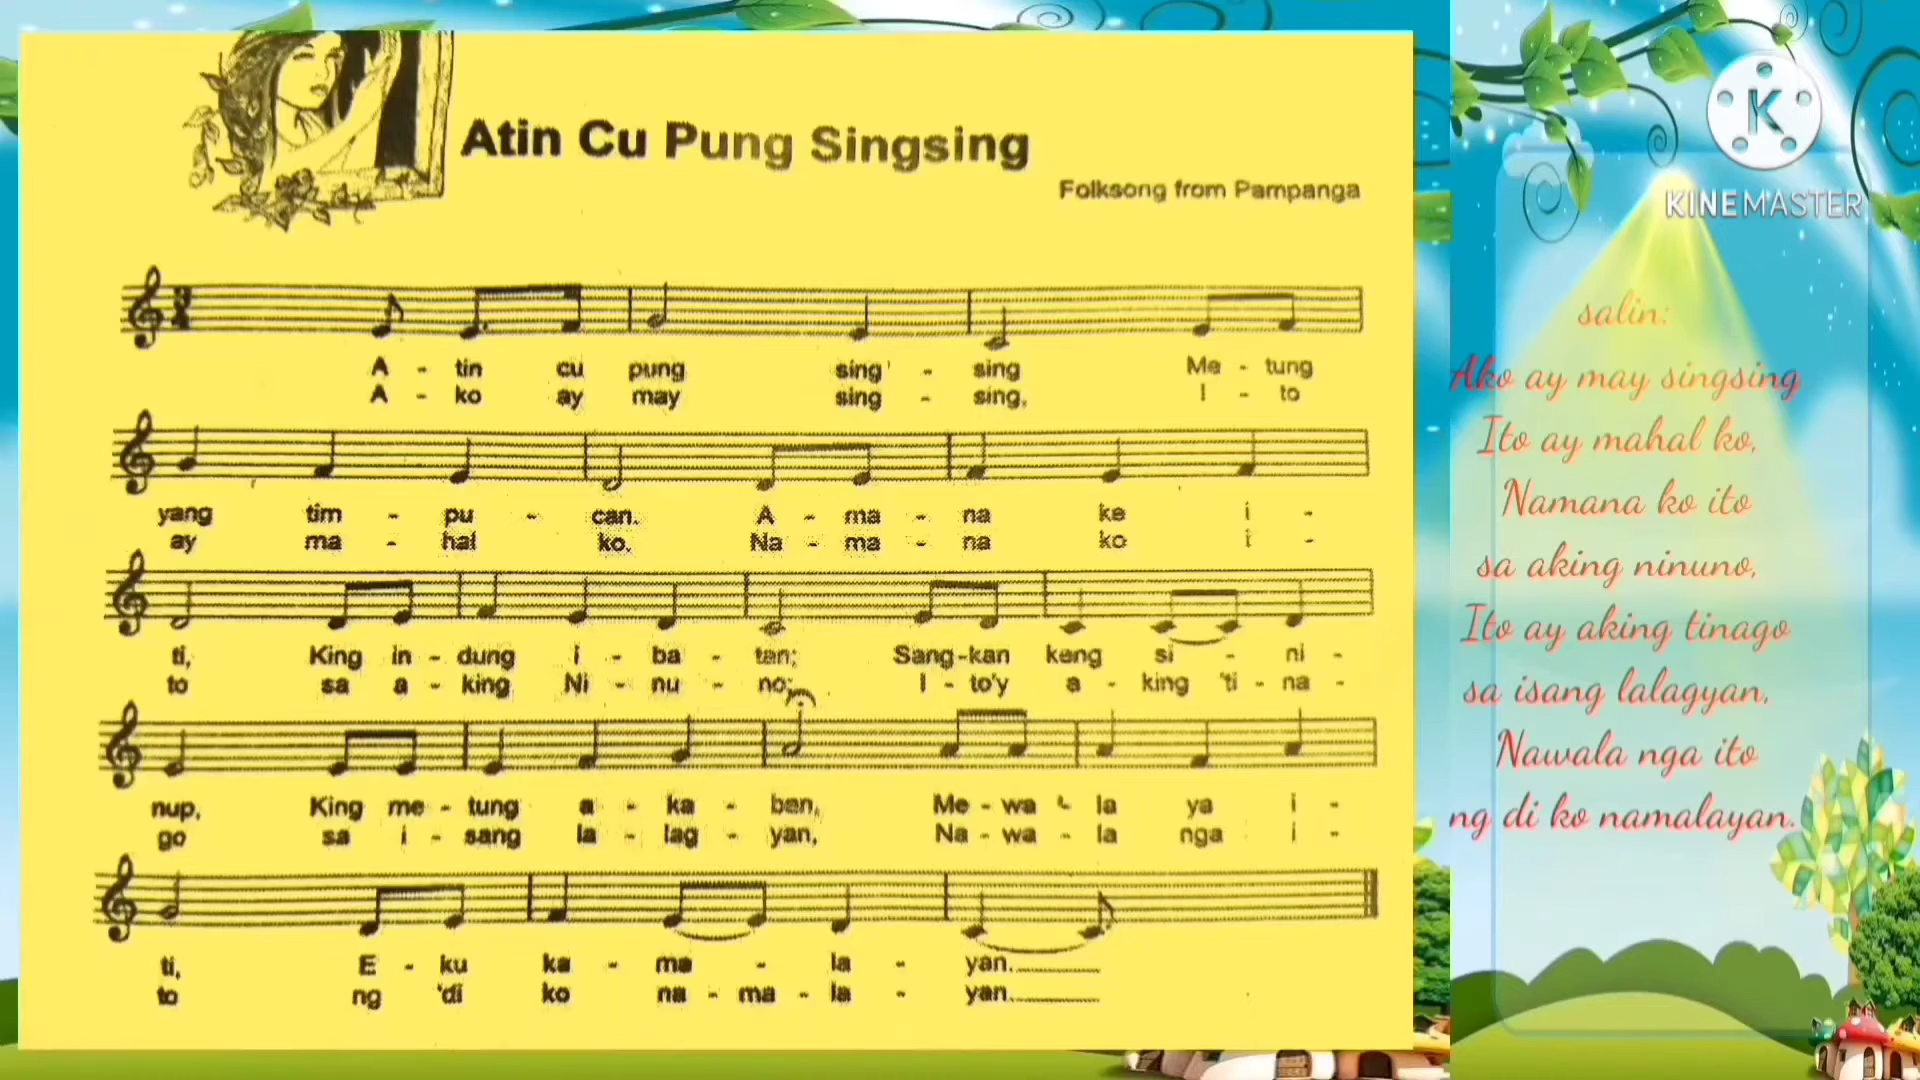 Atin Cu Pung Singsing
Folksong from Pampanga
A - tin cu pung sing - sing Me - tung
A - ko ay may sing - sing, I - to
yang tim - pu - can. A - ma - na ke i -
ay ma - hal ko. Na - ma - na ko i -
ti, King in - dung i - ba - tan; Sang-kan keng si - ni -
to sa a - king Ni - nu - no; I - to'y a - king 'ti - na -
nup, King me - tung a - ka - ban, Me - wa - la ya i -
go sa i - sang la - lag - yan, Na - wa - la nga i -
ti, E - ku ka - ma - la - yan.
to ng 'di ko na - ma - la - yan.
K
KINEMASTER
salin:
Ako ay may singsing
Ito ay mahal ko,
Namana ko ito
sa aking ninuno,
Ito ay aking tinago
sa isang lalagyan,
Nawala nga ito
ng di ko namalayan.